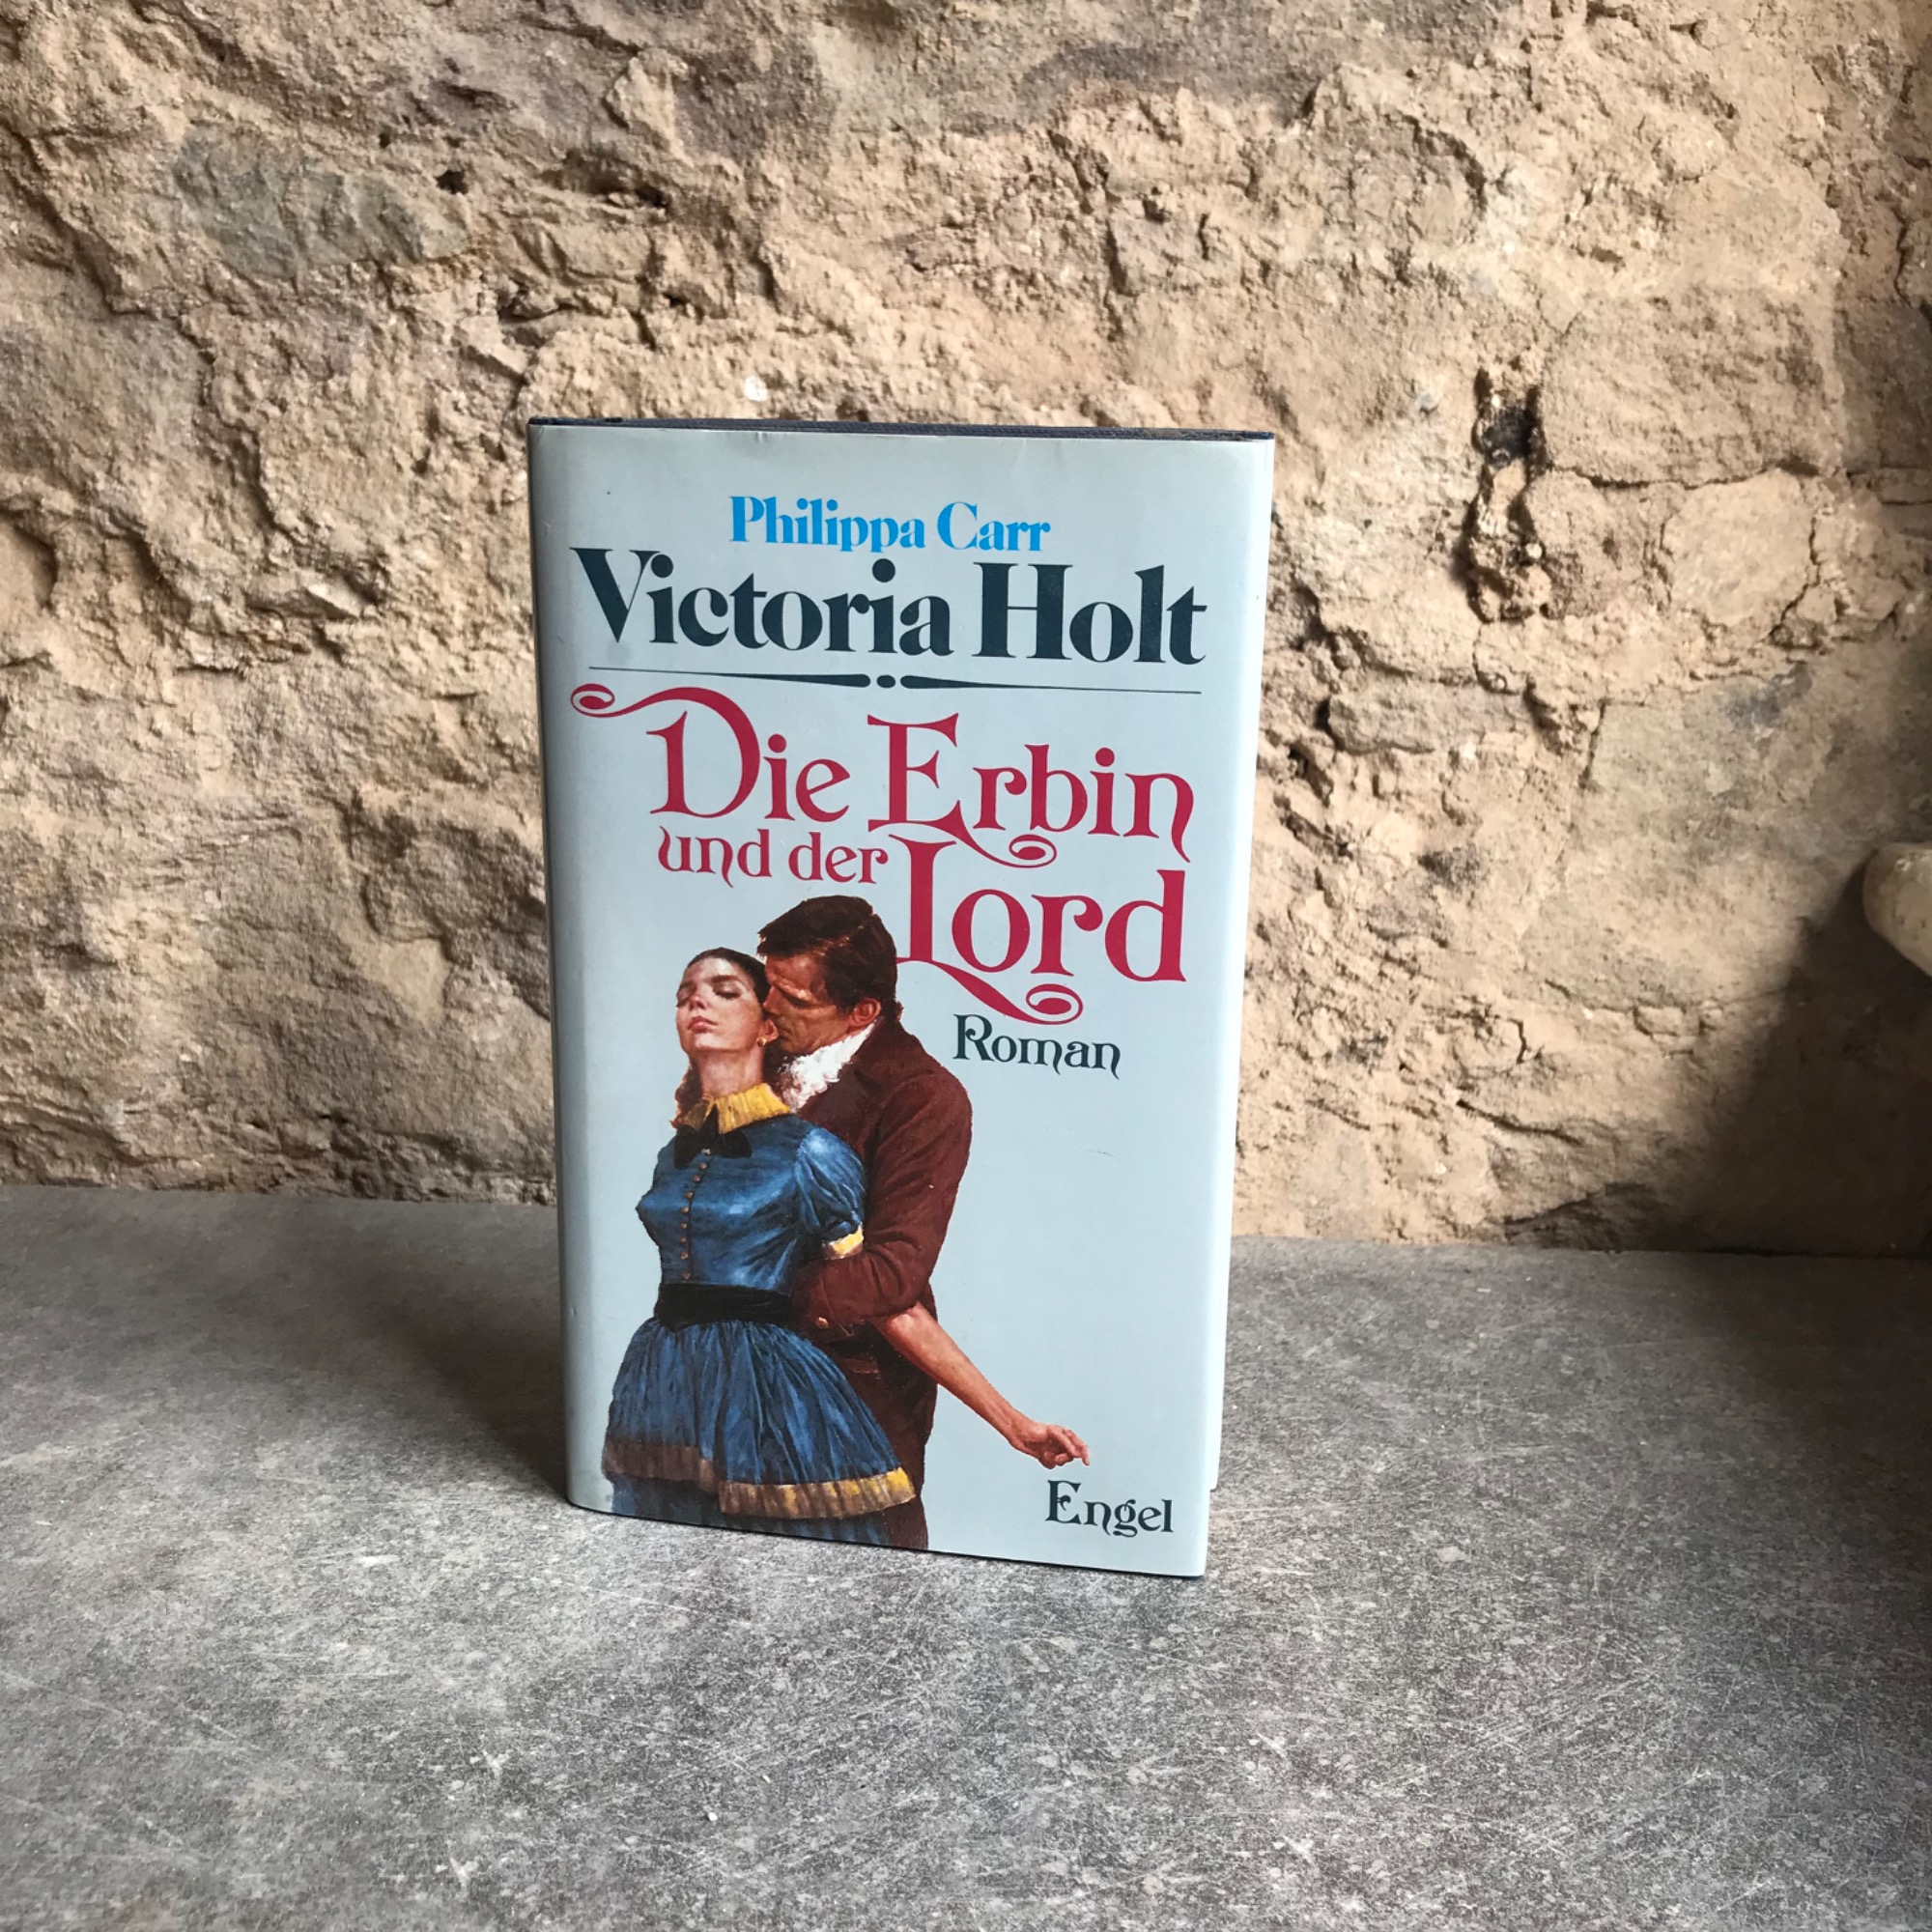 Philippa Carr
Victoria Holt
Die Erbin
und der Lord
Roman
Engel